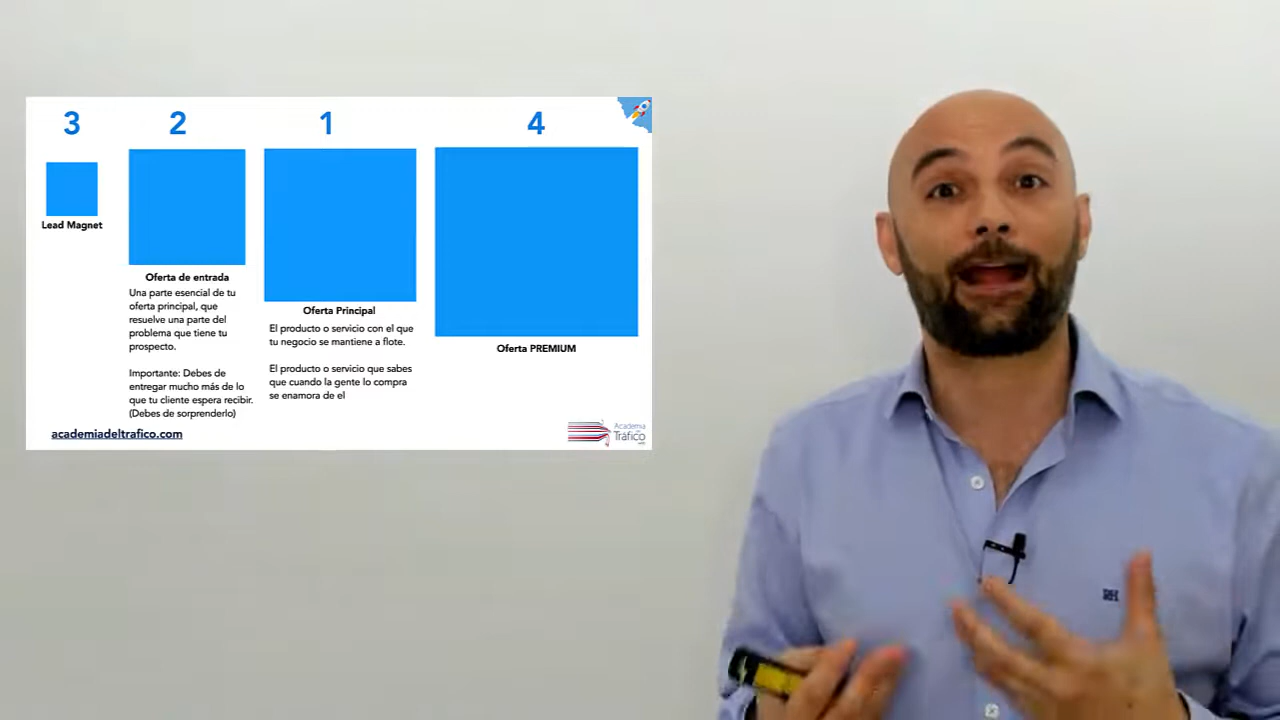 3
2
1
4
Lead Magnet
Oferta de entrada
Una parte esencial de tu
oferta principal, que
resuelve una parte del
problema que tiene tu
prospecto.
Importante: Debes de
entregar mucho más de lo
que tu cliente espera recibir.
(Debes de sorprenderlo)
Oferta Principal
El producto o servicio con el que
tu negocio se mantiene a flote.
El producto o servicio que sabes
que cuando la gente lo compra
se enamora de el
Oferta PREMIUM
academiadeltrafico.com
Academia
Tráfico